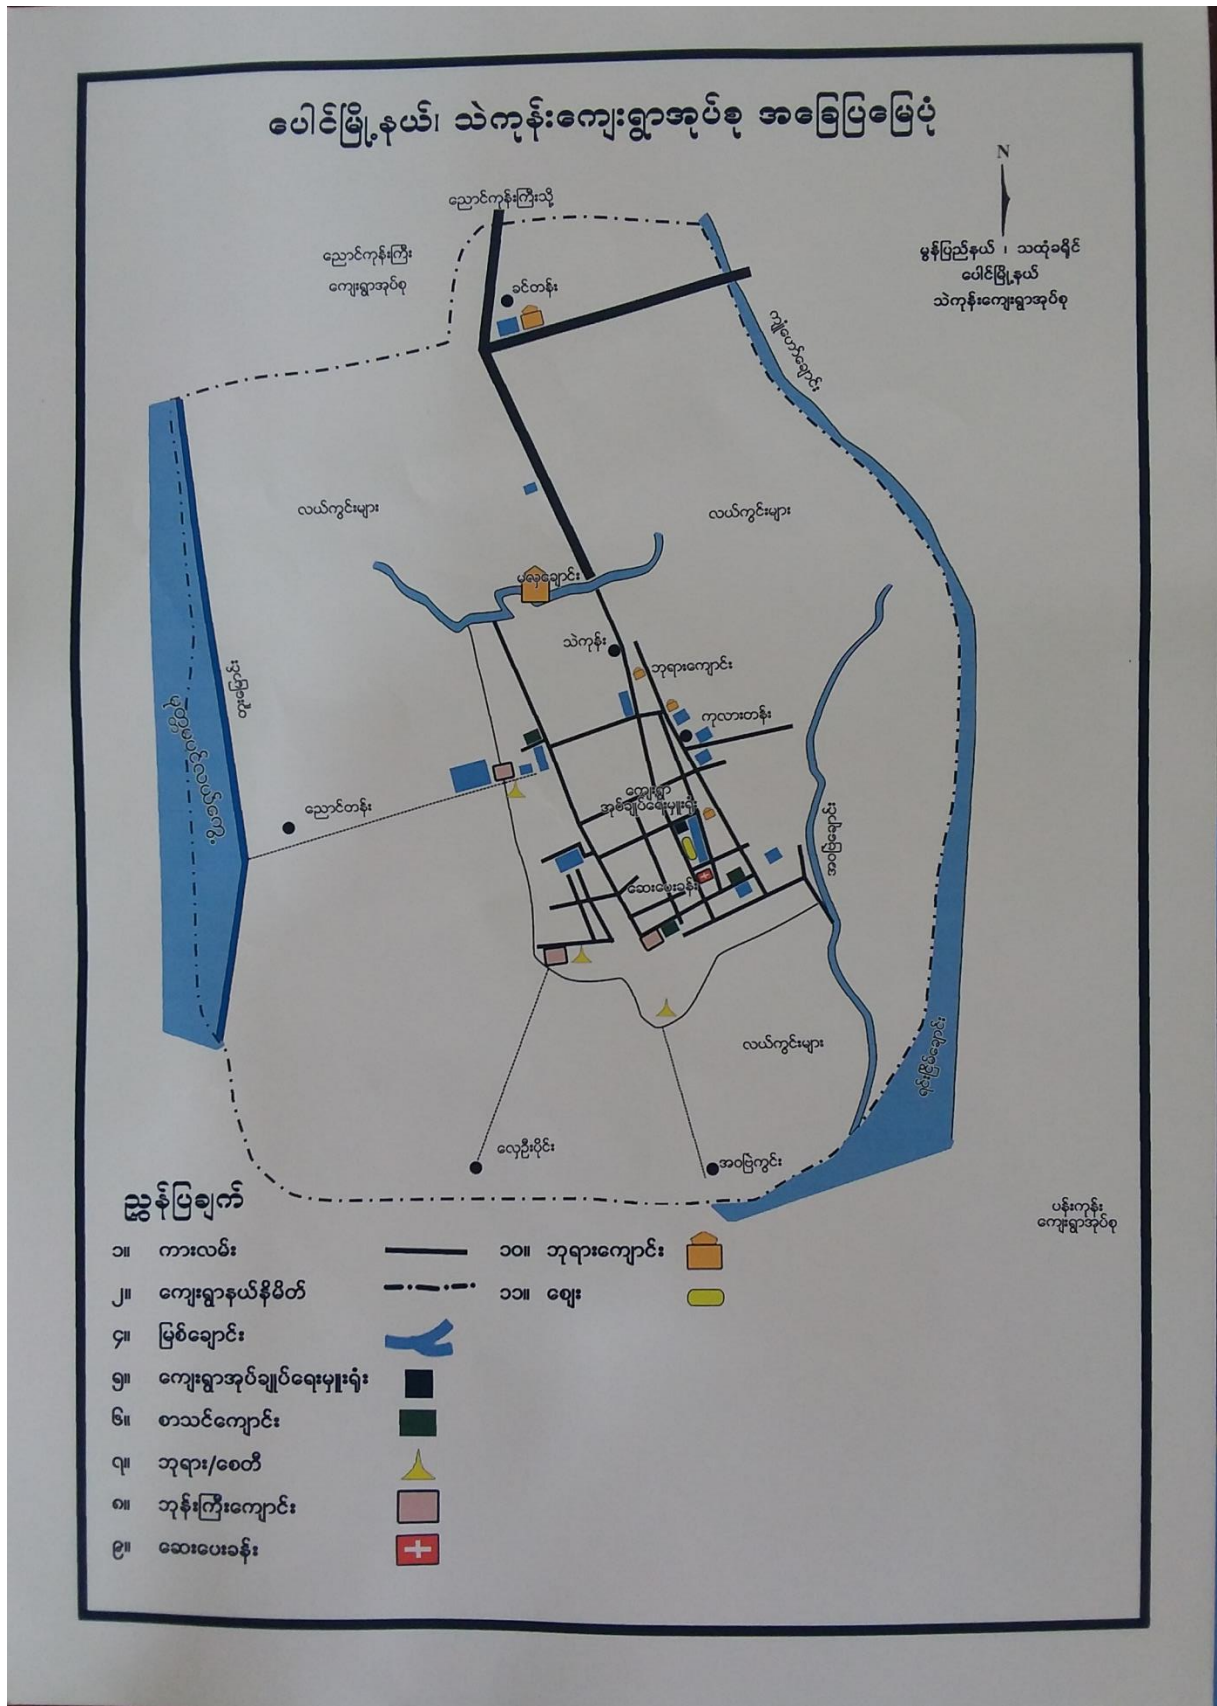 ပေါင်မြို့နယ်၊ သဲကုန်းကျေးရွာအုပ်စု အခြေပြမြေပုံ
N
မွန်ပြည်နယ် ၊ သထုံခရိုင်
ပေါင်မြို့နယ်
သဲကုန်းကျေးရွာအုပ်စု
ညောင်ကုန်းကြီးသို့
ညောင်ကုန်းကြီး
ကျေးရွာအုပ်စု
ခင်တန်း
လယ်ကွင်းများ
လယ်ကွင်းများ
သဲကုန်း
ဘုရားကျောင်း
ကုလားတန်း
ညောင်တန်း
ကျေးရွာ
အုပ်ချုပ်ရေးမှူးရုံး
ဆေးပေးခန်း
လယ်ကွင်းများ
လှေဦးပိုင်း
အဝဗြဲကွင်း
ပန်းကုန်း
ကျေးရွာအုပ်စု
ညွှန်ပြချက်
၁။ ကားလမ်း
၂။ ကျေးရွာနယ်နိမိတ်
၄။ မြစ်ချောင်း
၅။ ကျေးရွာအုပ်ချုပ်ရေးမှူးရုံး
၆။ စာသင်ကျောင်း
၇။ ဘုရား/စေတီ
၈။ ဘုန်းကြီးကျောင်း
၉။ ဆေးပေးခန်း
၁၀။ ဘုရားကျောင်း
၁၁။ ဈေး